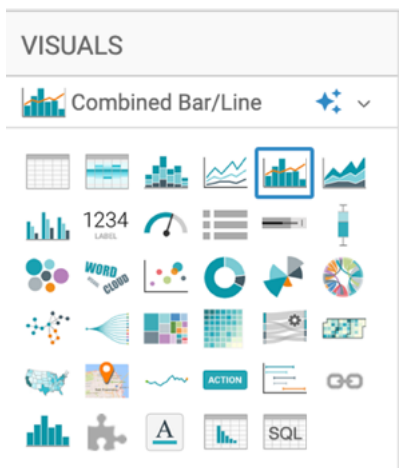 VISUALS
Combined Bar/Line
1234
LABEL
WORD
CLOUD
ACTION
A
SQL